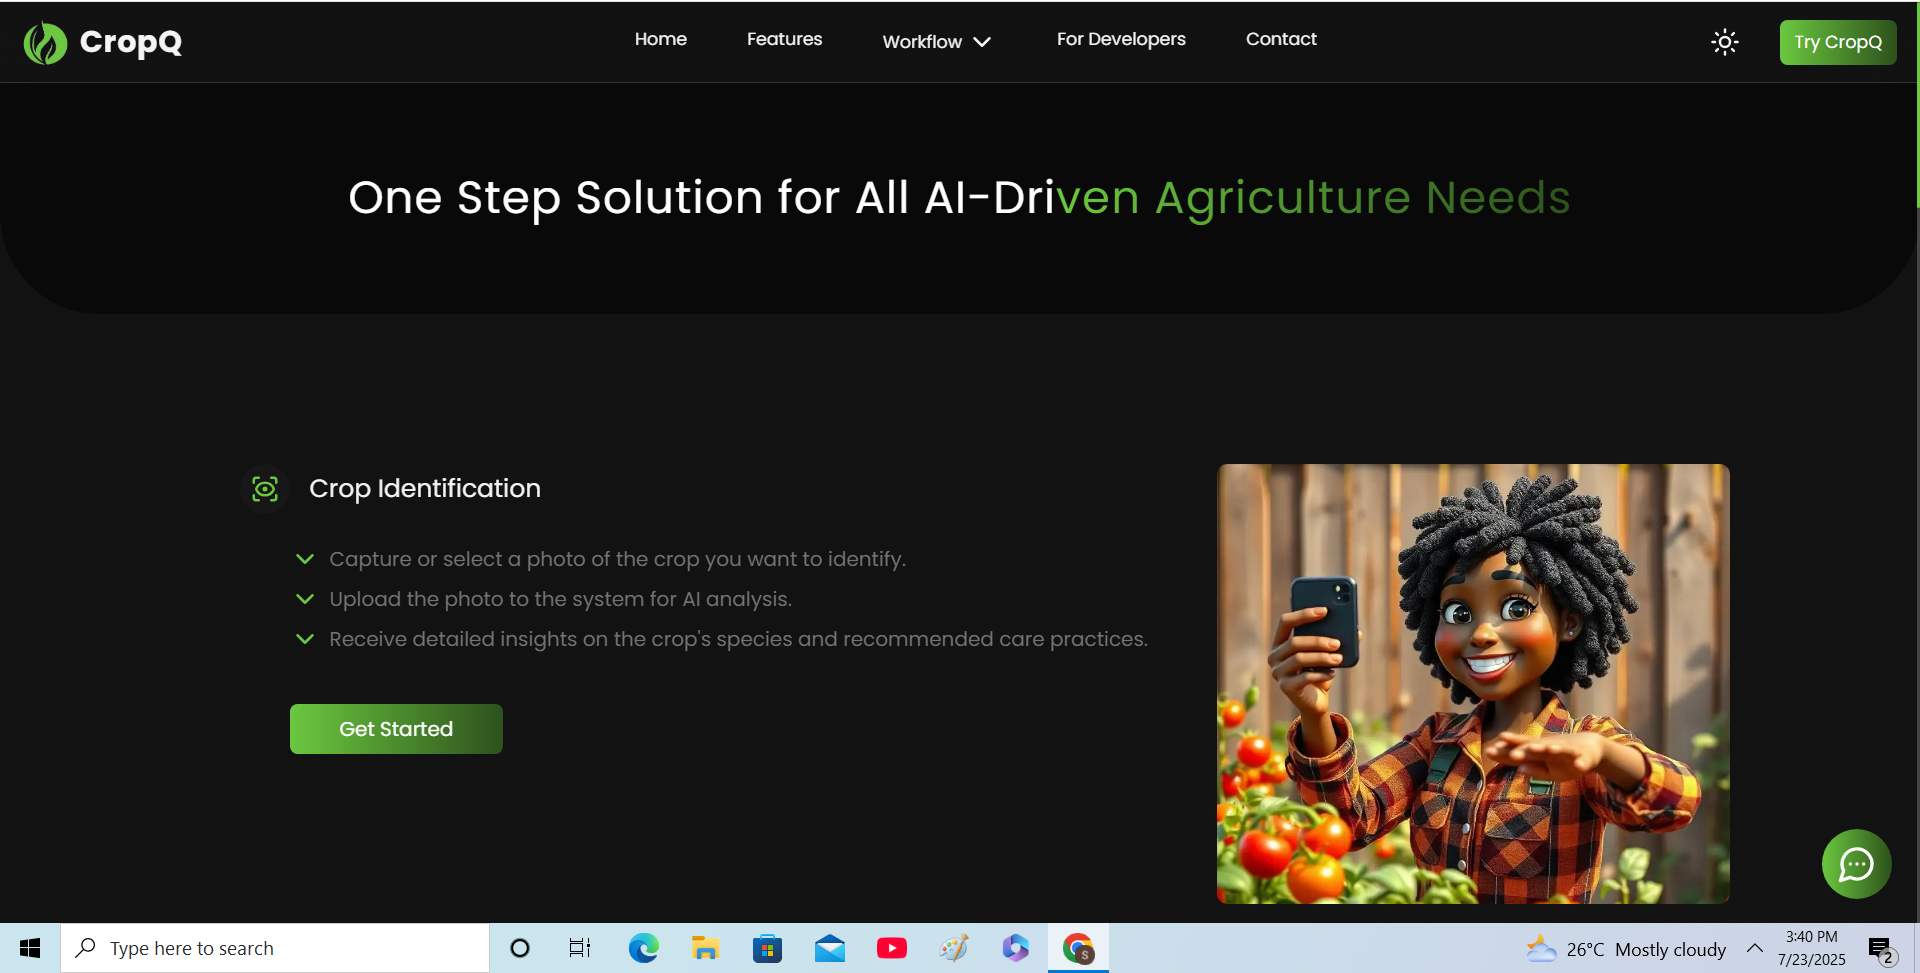 CropQ
Home
Features
Workflow
For Developers
Contact
Try CropQ
One Step Solution for All AI-Driven Agriculture Needs
Crop Identification
Capture or select a photo of the crop you want to identify.
Upload the photo to the system for AI analysis.
Receive detailed insights on the crop's species and recommended care practices.
Get Started
Type here to search
S
26°C Mostly cloudy
3:40 PM
7/23/2025
2